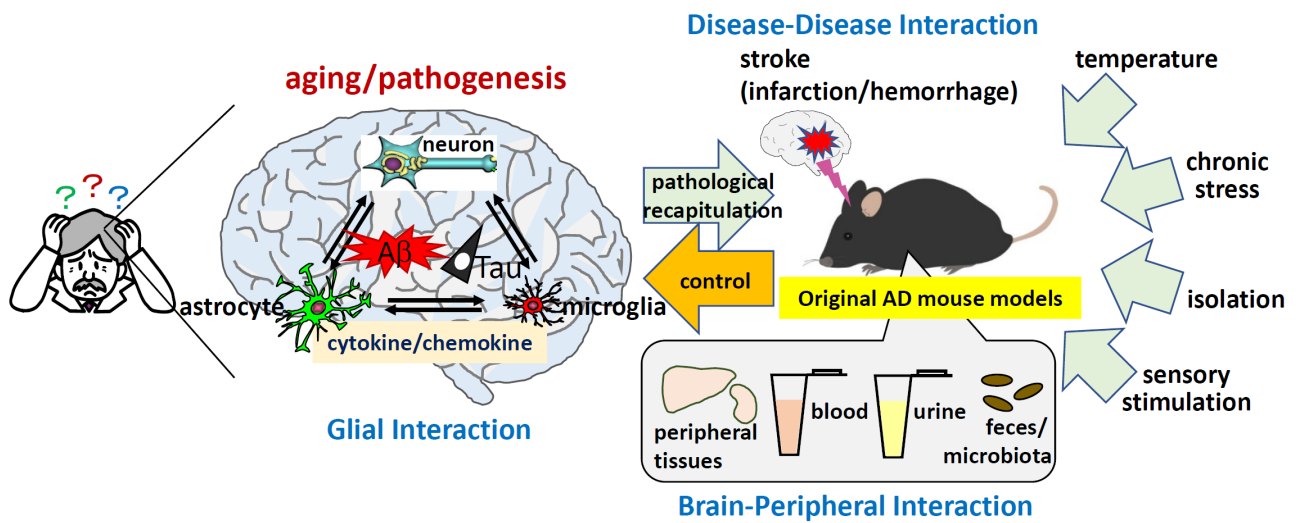 Disease-Disease Interaction
stroke
(infarction/hemorrhage)
temperature
aging/pathogenesis
neuron
chronic
stress
pathological
recapitulation
? ? ?
Aβ
Tau
control
Original AD mouse models
isolation
astrocyte
microglia
cytokine/chemokine
sensory
stimulation
Glial Interaction
peripheral
tissues
blood
urine
feces/
microbiota
Brain-Peripheral Interaction